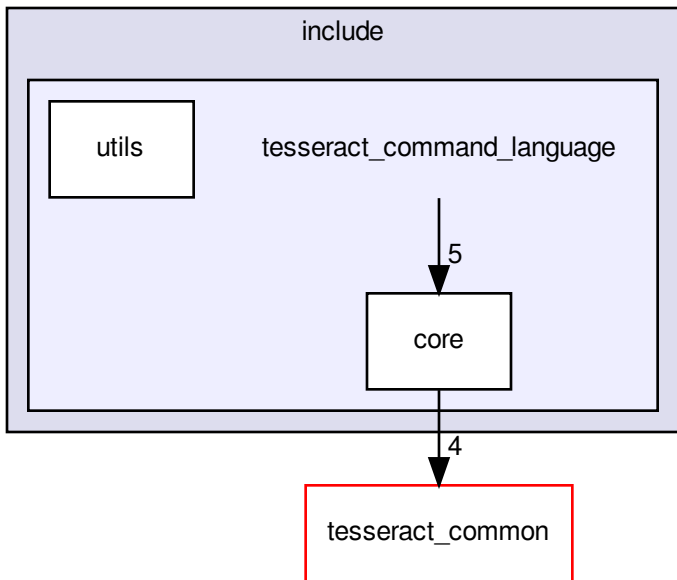 include
utils
tesseract_command_language
5
core
4
tesseract_common